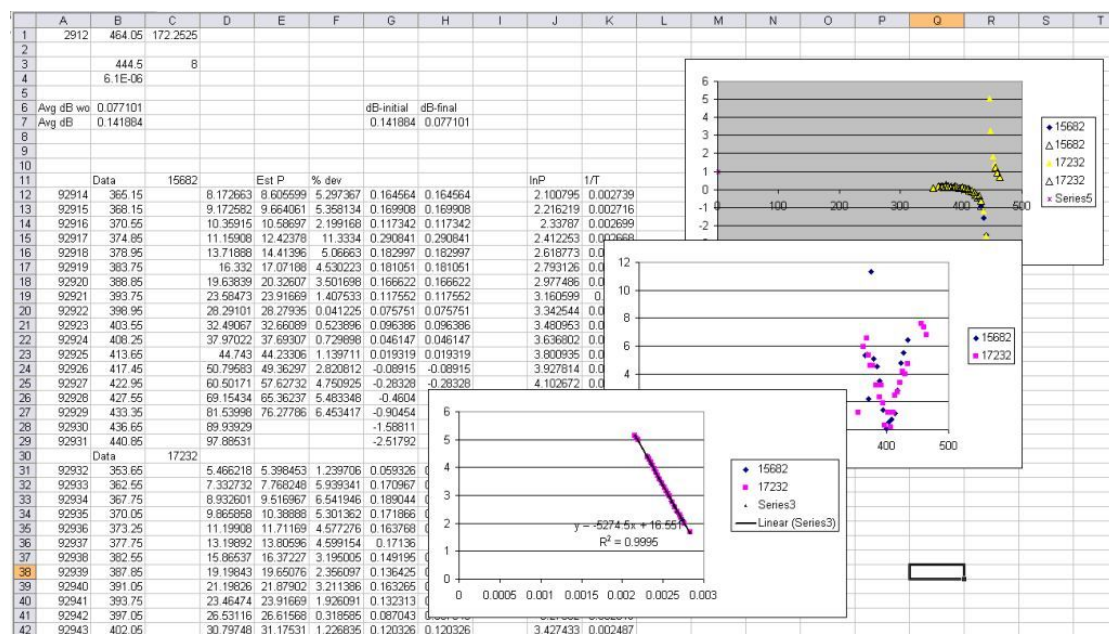 A B C D E F G H I J K L M N O P Q R S T
1 2912 464.05 172.2525
2
3 444.5 8
4 6.1E-06
5
6 Avg dB wo 0.077101 dB-initial dB-final
7 Avg dB 0.141884 0.141884 0.077101
8
9
10
11 Data 15682 Est P % dev lnP 1/T
12 92914 365.15 8.172663 8.605599 5.297367 0.164564 0.164564 2.100795 0.002739
13 92915 368.15 9.172582 9.664061 5.358134 0.169908 0.169908 2.216219 0.002716
14 92916 370.55 10.35915 10.58697 2.199168 0.117342 0.117342 2.33787 0.002699
15 92917 374.85 11.15908 12.42378 11.3334 0.290841 0.290841 2.412253 0.002668
16 92918 378.95 13.71888 14.41396 5.06663 0.182997 0.182997 2.618773 0.0
17 92919 383.75 16.332 17.07188 4.530223 0.181051 0.181051 2.793126 0.0
18 92920 388.85 19.63839 20.32607 3.501698 0.166622 0.166622 2.977486 0.0
19 92921 393.75 23.58473 23.91669 1.407533 0.117552 0.117552 3.160599 0.
20 92922 398.95 28.29101 28.27935 0.041225 0.075751 0.075751 3.342544 0.0
21 92923 403.55 32.49067 32.66089 0.523896 0.096386 0.096386 3.480953 0.0
22 92924 408.25 37.97022 37.69307 0.729898 0.046147 0.046147 3.636802 0.0
23 92925 413.65 44.743 44.23306 1.139711 0.019319 0.019319 3.800935 0.0
24 92926 417.45 50.79583 49.36297 2.820812 -0.08915 -0.08915 3.927814 0.0
25 92927 422.95 60.50171 57.62732 4.750925 -0.28328 -0.28328 4.102672 0.0
26 92928 427.55 69.15434 65.36237 5.483348 -0.4604
27 92929 433.35 81.53998 76.27786 6.453417 -0.90454
28 92930 436.65 89.93929 -1.58811
29 92931 440.85 97.88531 -2.51792
30 Data 17232
31 92932 353.65 5.466218 5.398453 1.239706 0.059326
32 92933 362.55 7.332732 7.768248 5.939341 0.170967
33 92934 367.75 8.932601 9.516967 6.541946 0.189044
34 92935 370.05 9.865858 10.38888 5.301362 0.171866
35 92936 373.25 11.19908 11.71169 4.577276 0.163768
36 92937 377.75 13.19892 13.80596 4.599154 0.17136
37 92938 382.55 15.86537 16.37227 3.195005 0.149195
38 92939 387.85 19.19843 19.65076 2.356097 0.136425
39 92940 391.05 21.19826 21.87902 3.211386 0.163265
40 92941 393.75 23.46474 23.91669 1.926091 0.132313
41 92942 397.05 26.53116 26.61568 0.318585 0.087043
42 92943 402.05 30.79748 31.17531 1.226835 0.120326 0.120326 3.427433 0.002487
6
5
4
3
2
1
0
-1
-2
-3
0 100 200 300 400 500
15682
15682
17232
17232
Series5
12
10
8
6
4
400 500
15682
17232
6
5
4
3
2
1
0
0 0.0005 0.001 0.0015 0.002 0.0025 0.003
y = -5274.5x + 16.551
R² = 0.9995
15682
17232
Series3
Linear (Series3)